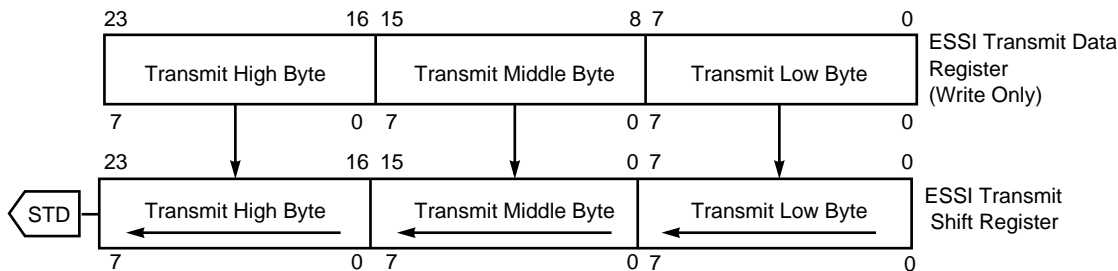 23 16 15 8 7 0
ESSI Transmit Data
Register
(Write Only)
Transmit High Byte Transmit Middle Byte Transmit Low Byte
7 0 7 0 7 0
23 16 15 0 7 0
STD
Transmit High Byte Transmit Middle Byte Transmit Low Byte
ESSI Transmit
Shift Register
7 0 7 0 7 0